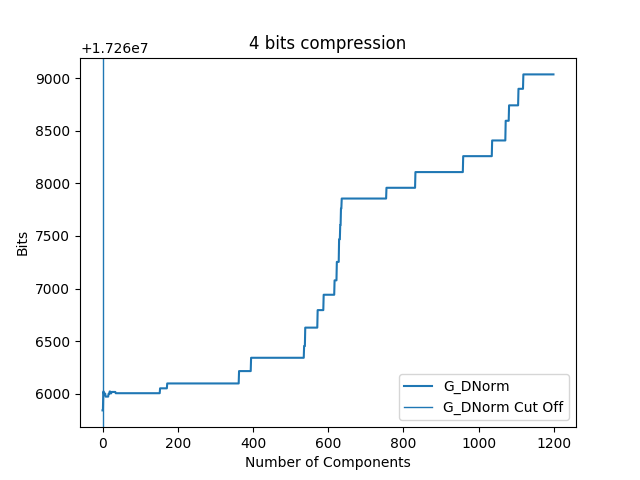 4 bits compression
+1.726e7
9000
8500
8000
7500
7000
6500
6000
Bits
0 200 400 600 800 1000 1200
Number of Components
G_DNorm
G_DNorm Cut Off